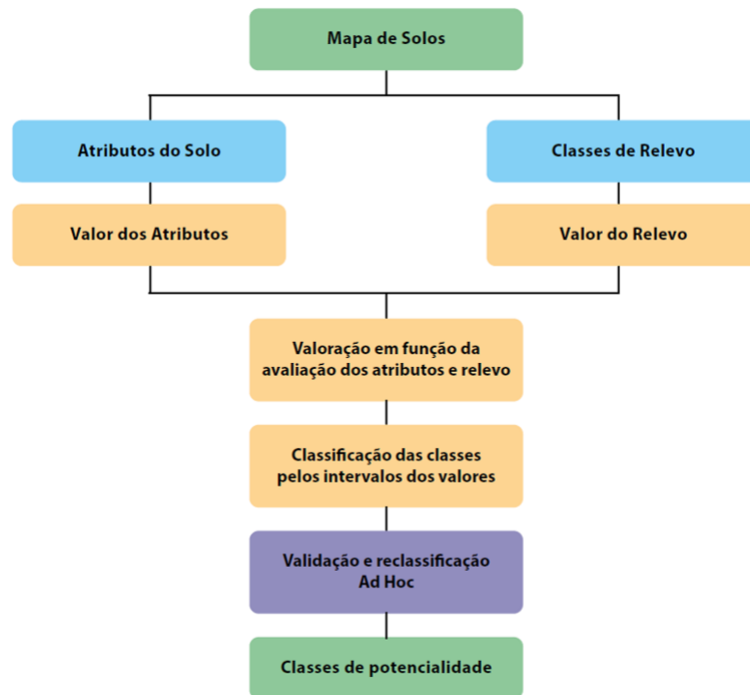 Mapa de Solos
Atributos do Solo
Classes de Relevo
Valor dos Atributos
Valor do Relevo
Valoração em função da
avaliação dos atributos e relevo
Classificação das classes
pelos intervalos dos valores
Validação e reclassificação
Ad Hoc
Classes de potencialidade